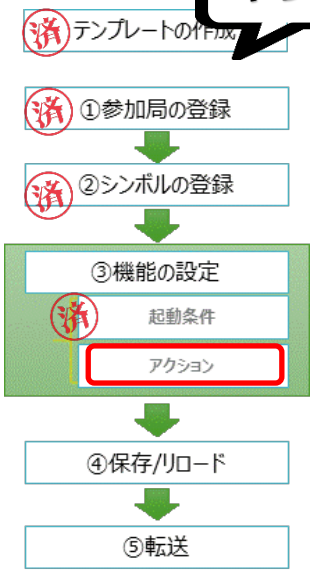 済 テンプレートの作成
済 ①参加局の登録
済 ②シンボルの登録
③機能の設定
済 起動条件
アクション
④保存/リロード
⑤転送